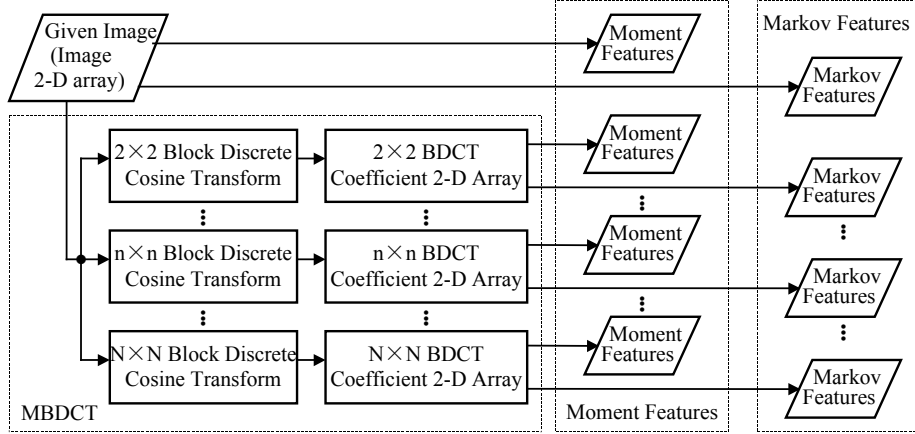 Given Image
(Image
2-D array)
Moment
Features
Markov Features
Markov
Features
2×2 Block Discrete
Cosine Transform
2×2 BDCT
Coefficient 2-D Array
Moment
Features
Markov
Features
n×n Block Discrete
Cosine Transform
n×n BDCT
Coefficient 2-D Array
Moment
Features
Markov
Features
N×N Block Discrete
Cosine Transform
N×N BDCT
Coefficient 2-D Array
Moment
Features
Markov
Features
MBDCT
Moment Features